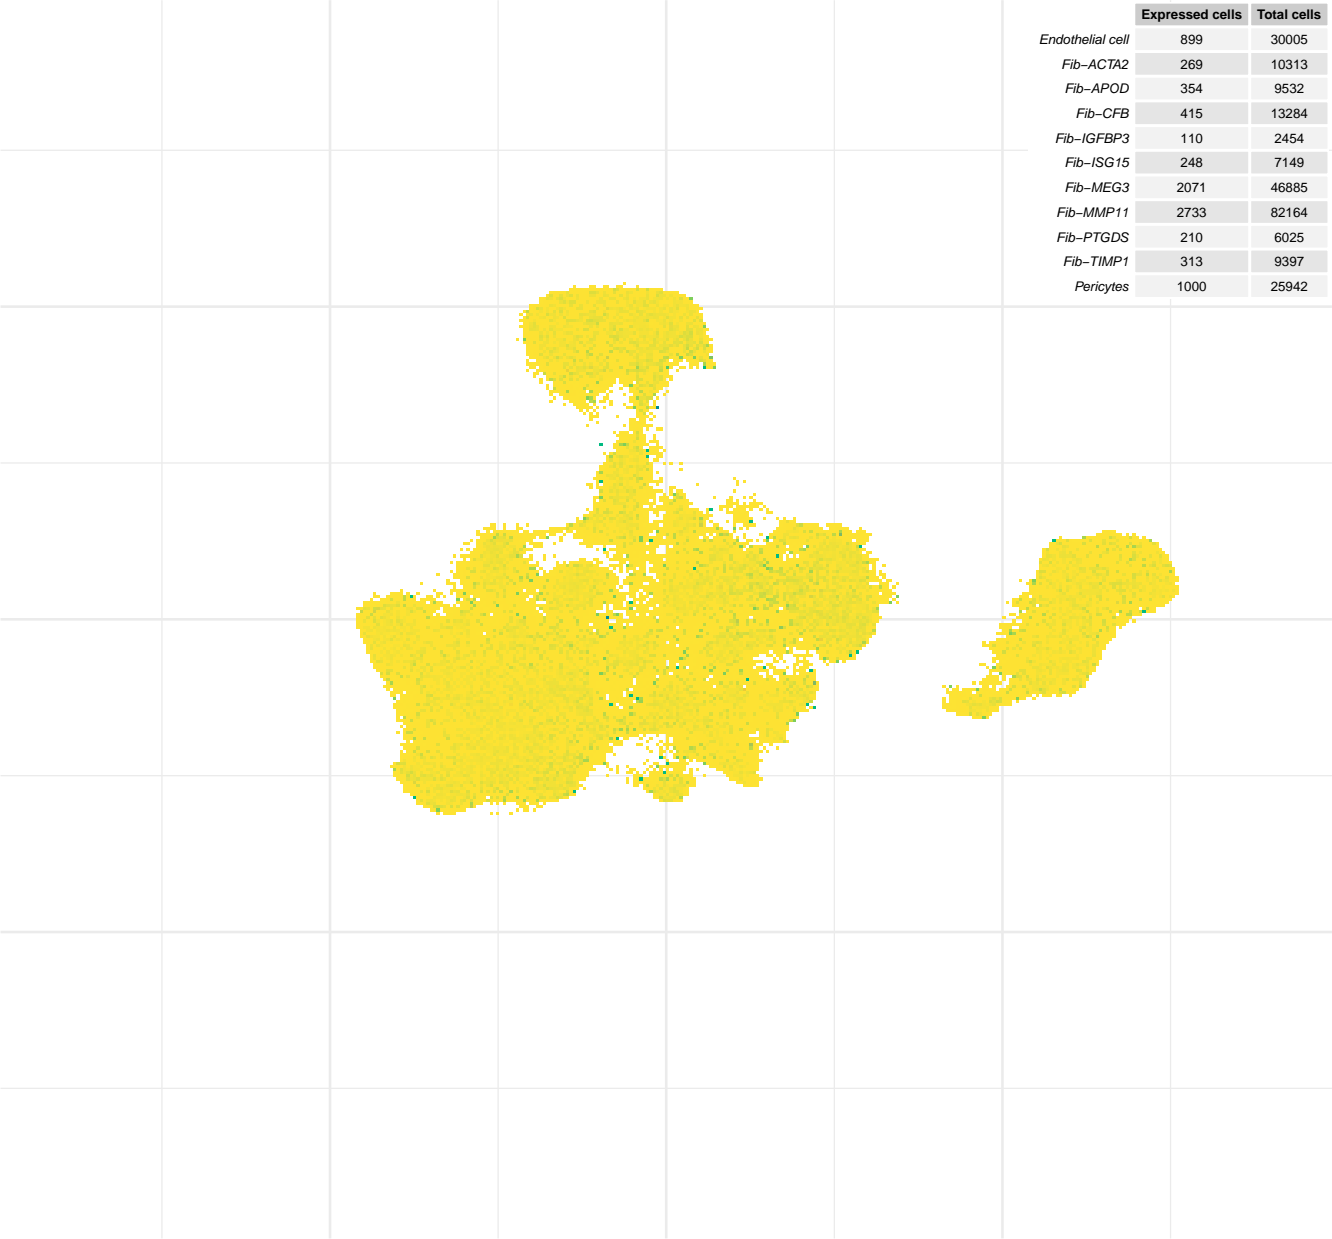 Expressed cells Total cells
Endothelial cell 899 30005
Fib−ACTA2 269 10313
Fib−APOD 354 9532
Fib−CFB 415 13284
Fib−IGFBP3 110 2454
Fib−ISG15 248 7149
Fib−MEG3 2071 46885
Fib−MMP11 2733 82164
Fib−PTGDS 210 6025
Fib−TIMP1 313 9397
Pericytes 1000 25942